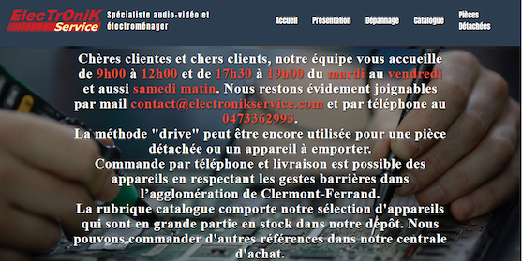 ElecTrOniK
Service
Spécialiste audio-vidéo et
électroménager
Accueil Présentation Dépannage Catalogue Pièces
Détachées
Chères clientes et chers clients, notre équipe vous accueille
de 9h00 à 12h00 et de 17h30 à 19h00 du mardi au vendredi
et aussi samedi matin. Nous restons évidement joignables
par mail contact@electronikservice.com et par téléphone au
0473362993.
La méthode "drive" peut être encore utilisée pour une pièce
détachée ou un appareil à emporter.
Commande par téléphone et livraison est possible des
appareils en respectant les gestes barrières dans
l'agglomération de Clermont-Ferrand.
La rubrique catalogue comporte notre sélection d'appareils
qui sont en grande partie en stock dans notre dépôt. Nous
pouvons commander d'autres références dans notre centrale
d'achat.